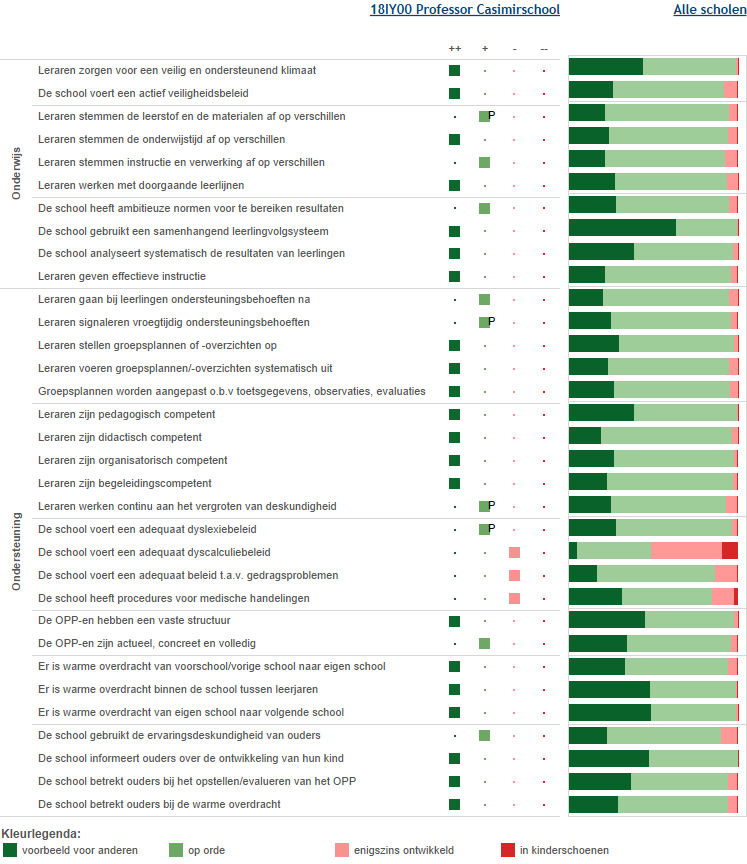 18IY00 Professor Casimirschool Alle scholen
++ + - --
Leraren zorgen voor een veilig en ondersteunend klimaat
De school voert een actief veiligheidsbeleid
Leraren stemmen de leerstof en de materialen af op verschillen P
Leraren stemmen de onderwijstijd af op verschillen
Leraren stemmen instructie en verwerking af op verschillen
Onderwijs
Leraren werken met doorgaande leerlijnen
De school heeft ambitieuze normen voor te bereiken resultaten
De school gebruikt een samenhangend leerlingvolgsysteem
De school analyseert systematisch de resultaten van leerlingen
Leraren geven effectieve instructie
Leraren gaan bij leerlingen ondersteuningsbehoeften na
Leraren signaleren vroegtijdig ondersteuningsbehoeften P
Leraren stellen groepsplannen of -overzichten op
Leraren voeren groepsplannen/-overzichten systematisch uit
Groepsplannen worden aangepast o.b.v toetsgegevens, observaties, evaluaties
Leraren zijn pedagogisch competent
Leraren zijn didactisch competent
Leraren zijn organisatorisch competent
Leraren zijn begeleidingscompetent
Leraren werken continu aan het vergroten van deskundigheid P
De school voert een adequaat dyslexiebeleid P
Ondersteuning
De school voert een adequaat dyscalculiebeleid
De school voert een adequaat beleid t.a.v. gedragsproblemen
De school heeft procedures voor medische handelingen
De OPP-en hebben een vaste structuur
De OPP-en zijn actueel, concreet en volledig
Er is warme overdracht van voorschool/vorige school naar eigen school
Er is warme overdracht binnen de school tussen leerjaren
Er is warme overdracht van eigen school naar volgende school
De school gebruikt de ervaringsdeskundigheid van ouders
De school informeert ouders over de ontwikkeling van hun kind
De school betrekt ouders bij het opstellen/evalueren van het OPP
De school betrekt ouders bij de warme overdracht
Kleurlegenda:
voorbeeld voor anderen op orde enigszins ontwikkeld in kinderschoenen